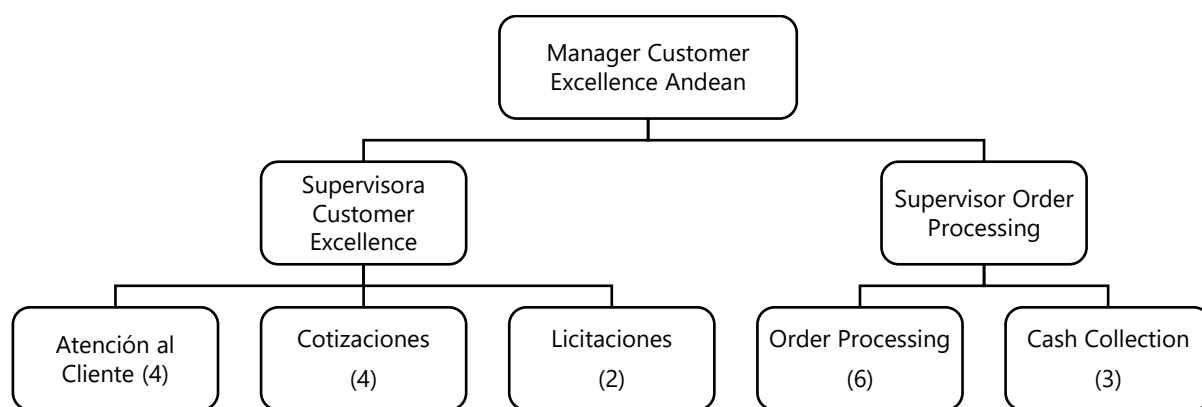 Manager Customer
Excellence Andean
Supervisora
Customer
Excellence
Supervisor Order
Processing
Atención al
Cliente (4)
Cotizaciones
(4)
Licitaciones
(2)
Order Processing
(6)
Cash Collection
(3)